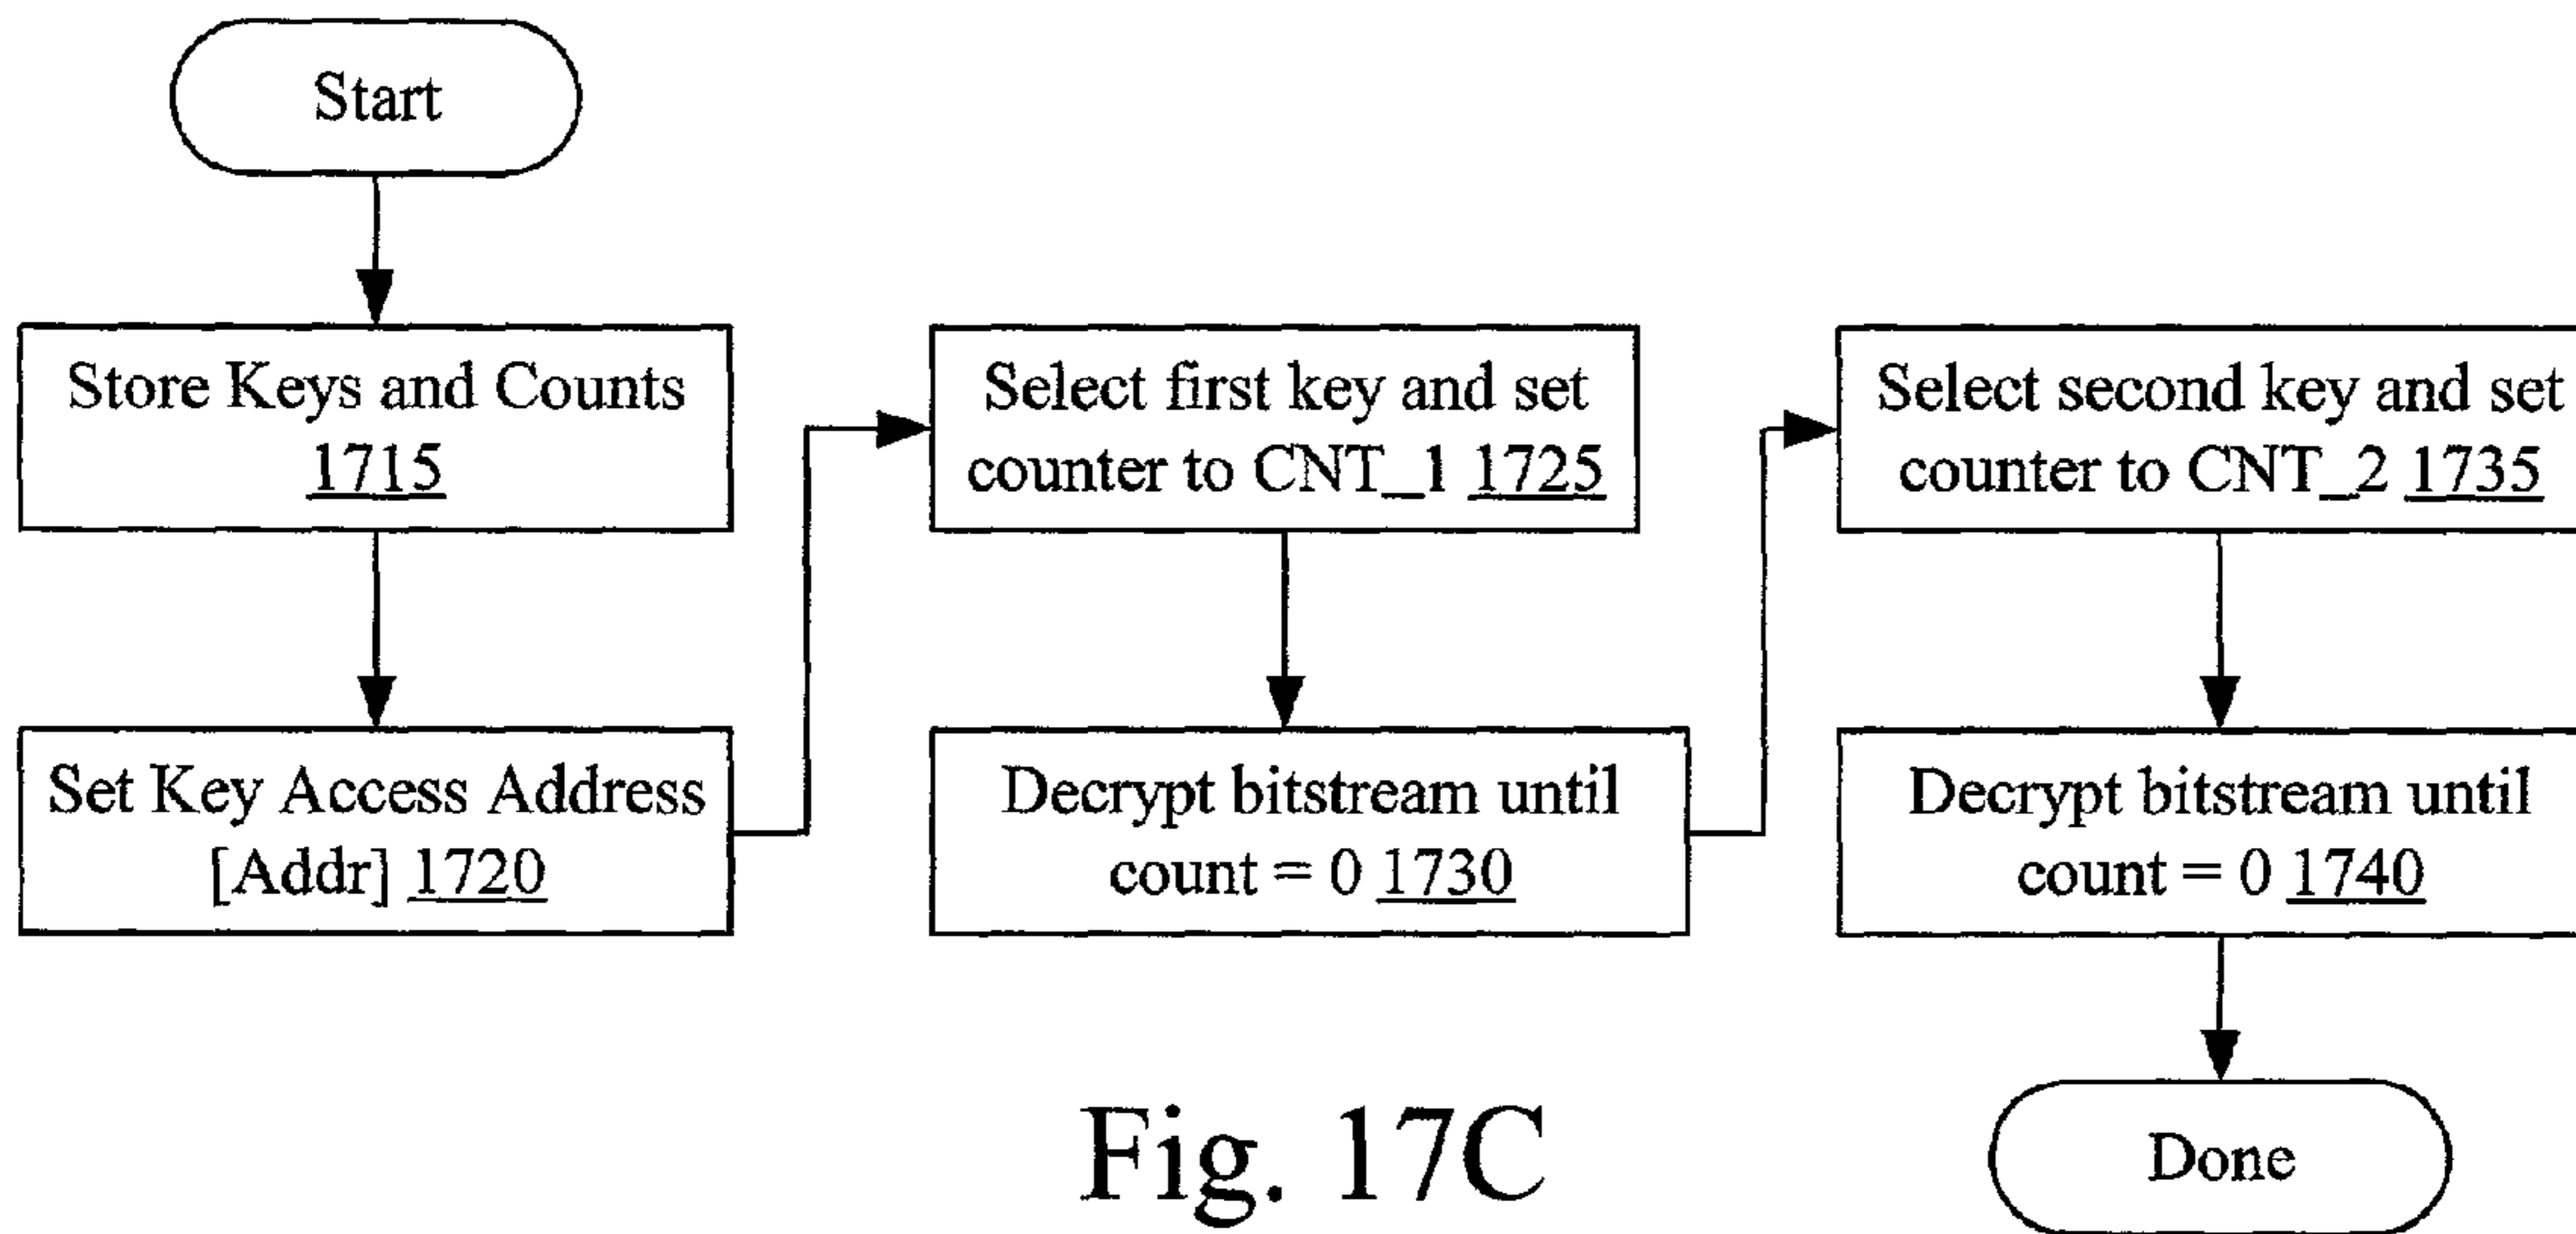 Start
Store Keys and Counts
1715
Set Key Access Address
[Addr] 1720
Select first key and set
counter to CNT_1 1725
Decrypt bitstream until
count = 0 1730
Select second key and set
counter to CNT_2 1735
Decrypt bitstream until
count = 0 1740
Done
Fig. 17C